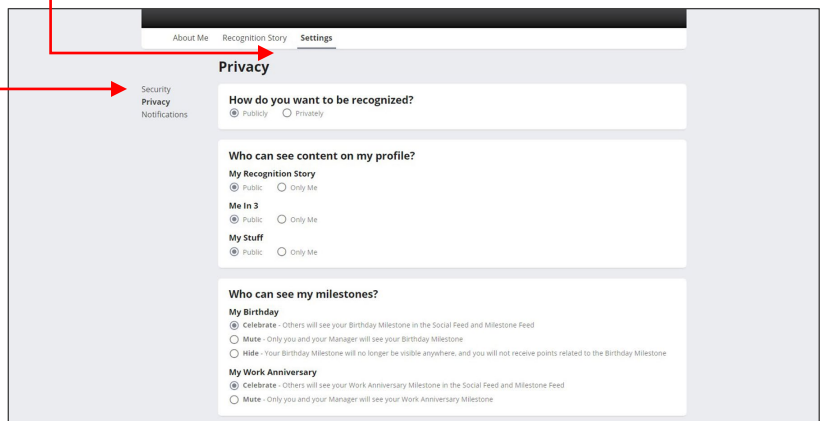 About Me Recognition Story Settings
Privacy
Security
Privacy
Notifications
How do you want to be recognized?
Publicly Privately
Who can see content on my profile?
My Recognition Story
Public Only Me
Me In 3
Public Only Me
My Stuff
Public Only Me
Who can see my milestones?
My Birthday
Celebrate - Others will see your Birthday Milestone in the Social Feed and Milestone Feed
Mute - Only you and your Manager will see your Birthday Milestone
Hide - Your Birthday Milestone will no longer be visible anywhere, and you will not receive points related to the Birthday Milestone
My Work Anniversary
Celebrate - Others will see your Work Anniversary Milestone in the Social Feed and Milestone Feed
Mute - Only you and your Manager will see your Work Anniversary Milestone